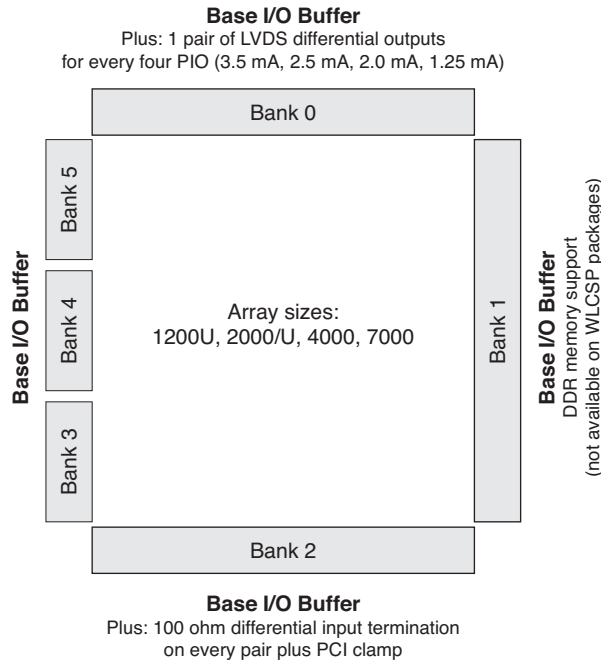 Base I/O Buffer
Plus: 1 pair of LVDS differential outputs
for every four PIO (3.5 mA, 2.5 mA, 2.0 mA, 1.25 mA)
Bank 0
Bank 5
Bank 4
Bank 3
Base I/O Buffer
Array sizes:
1200U, 2000/U, 4000, 7000
Bank 1
Base I/O Buffer
DDR memory support
(not available on WLCSP packages)
Bank 2
Base I/O Buffer
Plus: 100 ohm differential input termination
on every pair plus PCI clamp